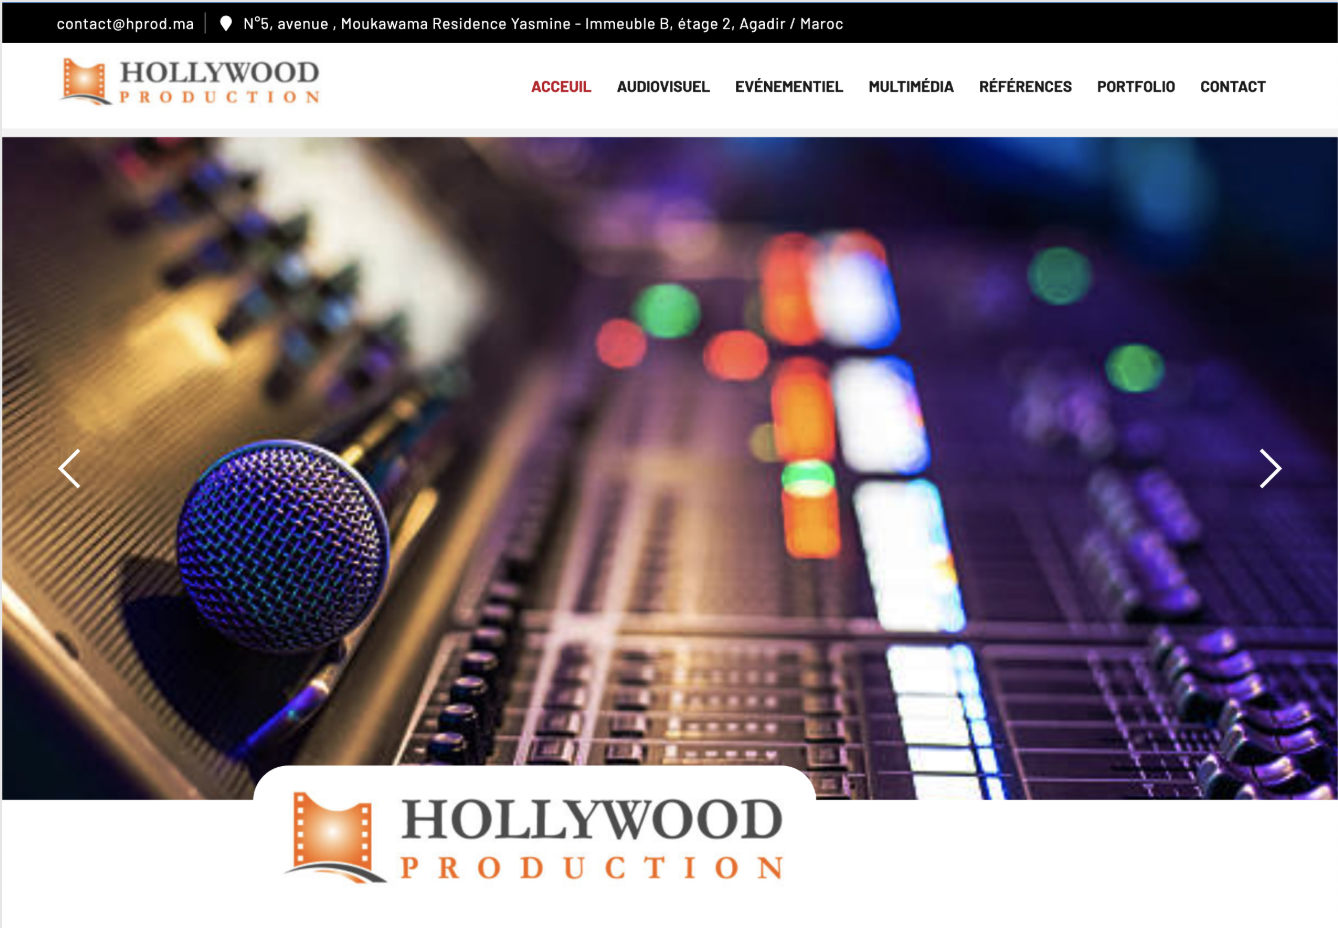 contact@hprod.ma N°5, avenue , Moukawama Residence Yasmine - Immeuble B, étage 2, Agadir / Maroc
HOLLYWOOD
PRODUCTION
ACCEUIL AUDIOVISUEL EVÉNEMENTIEL MULTIMÉDIA RÉFÉRENCES PORTFOLIO CONTACT
HOLLYWOOD
PRODUCTION